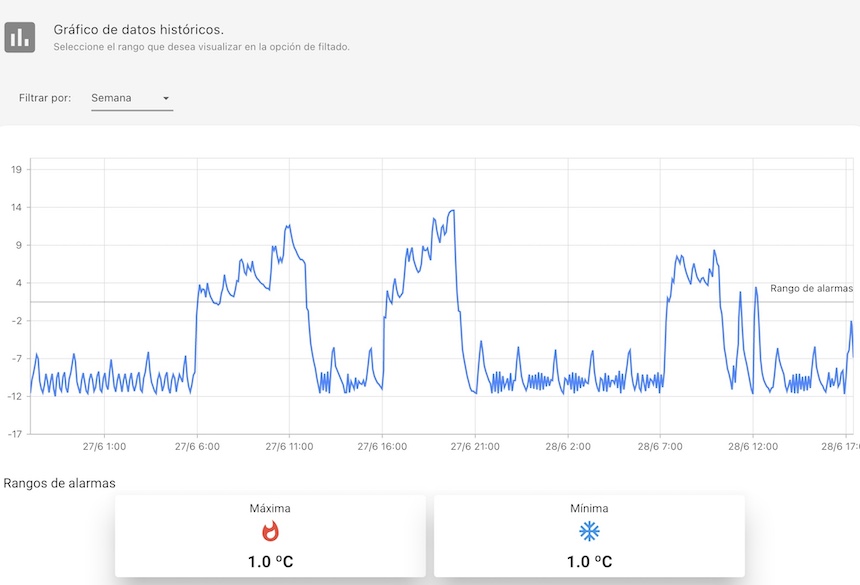 Gráfico de datos históricos.
Seleccione el rango que desea visualizar en la opción de filtrado.
Filtrar por: Semana
19
14
9
4
-2
-7
-12
-17
Rango de alarmas
27/6 1:00 27/6 6:00 27/6 11:00 27/6 16:00 27/6 21:00 28/6 2:00 28/6 7:00 28/6 12:00 28/6 17:0
Rangos de alarmas
Máxima Mínima
1.0 ºC 1.0 ºC